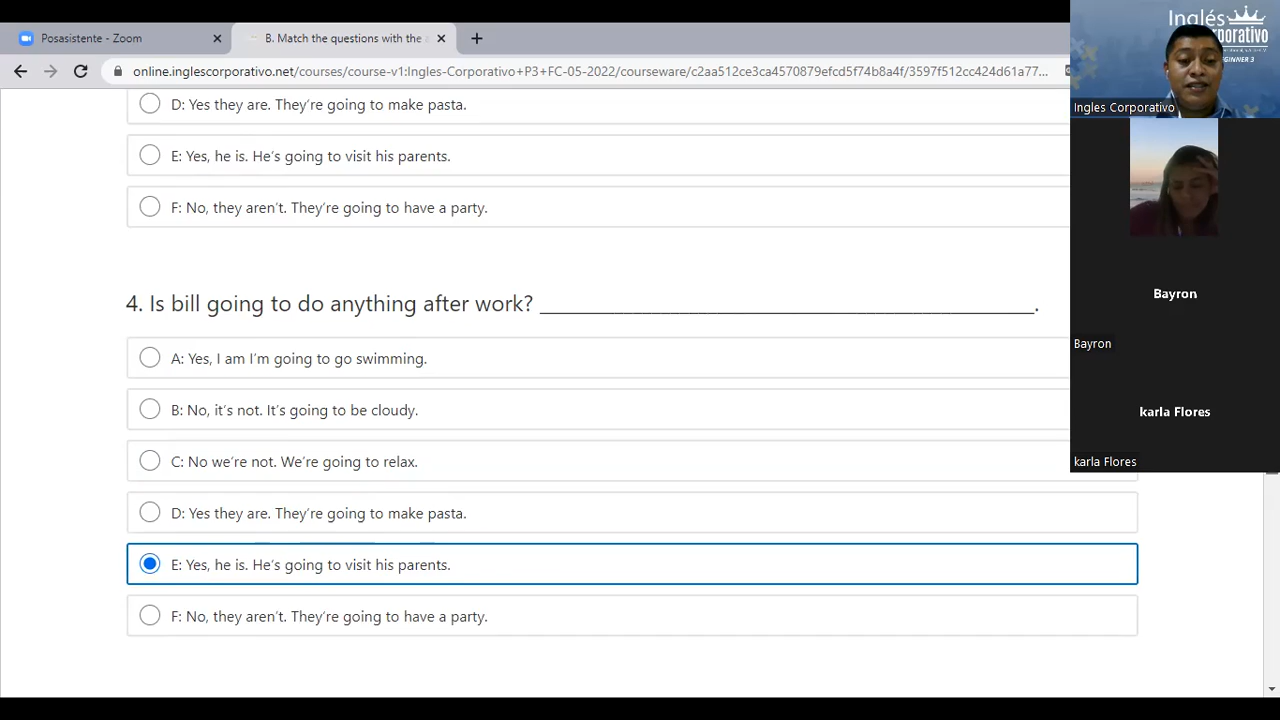 Posasistente - Zoom
B. Match the questions with the a
online.inglescorporativo.net/courses/course-v1:Ingles-Corporativo+P3+FC-05-2022/courseware/c2aa512ce3ca4570879efcd5f74b8a4f/3597f512cc424d61a77...
D: Yes they are. They're going to make pasta.
E: Yes, he is. He's going to visit his parents.
F: No, they aren't. They're going to have a party.
4. Is bill going to do anything after work? ______________________________________.
A: Yes, I am I'm going to go swimming.
B: No, it's not. It's going to be cloudy.
C: No we're not. We're going to relax.
D: Yes they are. They're going to make pasta.
E: Yes, he is. He's going to visit his parents.
F: No, they aren't. They're going to have a party.
Inglés
Ingles Corporativo
Bayron
Bayron
karla Flores
karla Flores